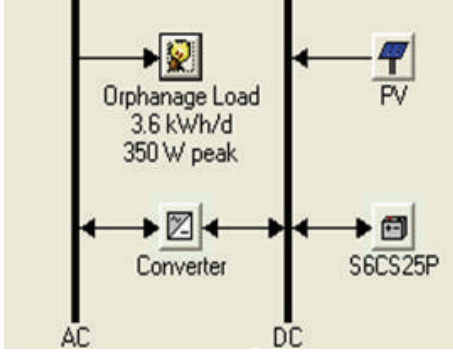 Orphanage Load
3.6 kWh/d
350 W peak
PV
Converter
S6CS25P
AC
DC